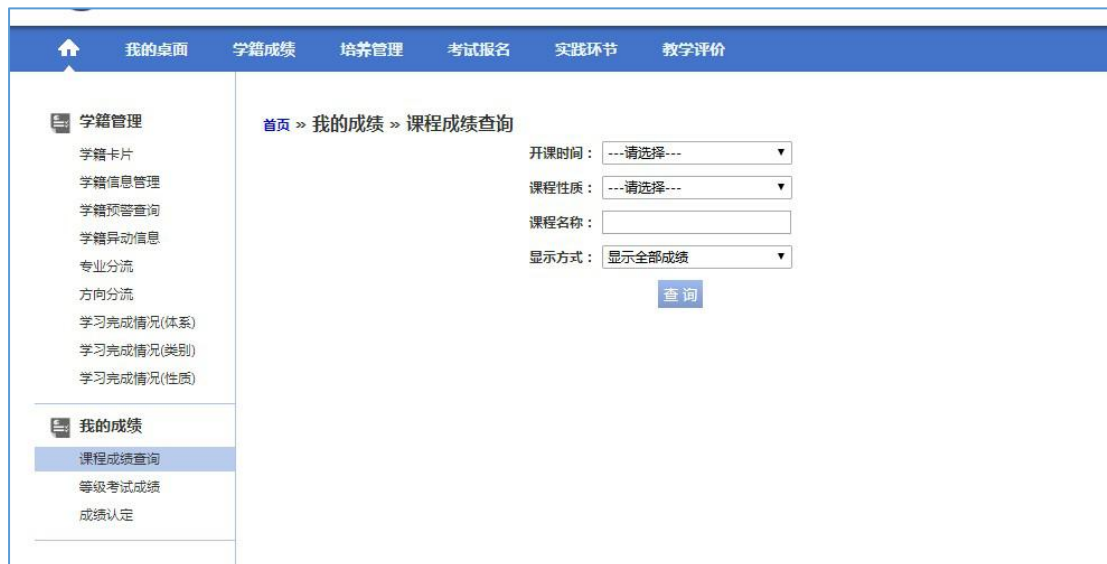 我的桌面 学籍成绩 培养管理 考试报名 实践环节 教学评价
学籍管理
学籍卡片
学籍信息管理
学籍预警查询
学籍异动信息
专业分流
方向分流
学习完成情况(体系)
学习完成情况(类别)
学习完成情况(性质)
我的成绩
课程成绩查询
等级考试成绩
成绩认定
首页 » 我的成绩 » 课程成绩查询
开课时间： ---请选择---
课程性质： ---请选择---
课程名称：
显示方式： 显示全部成绩
查 询